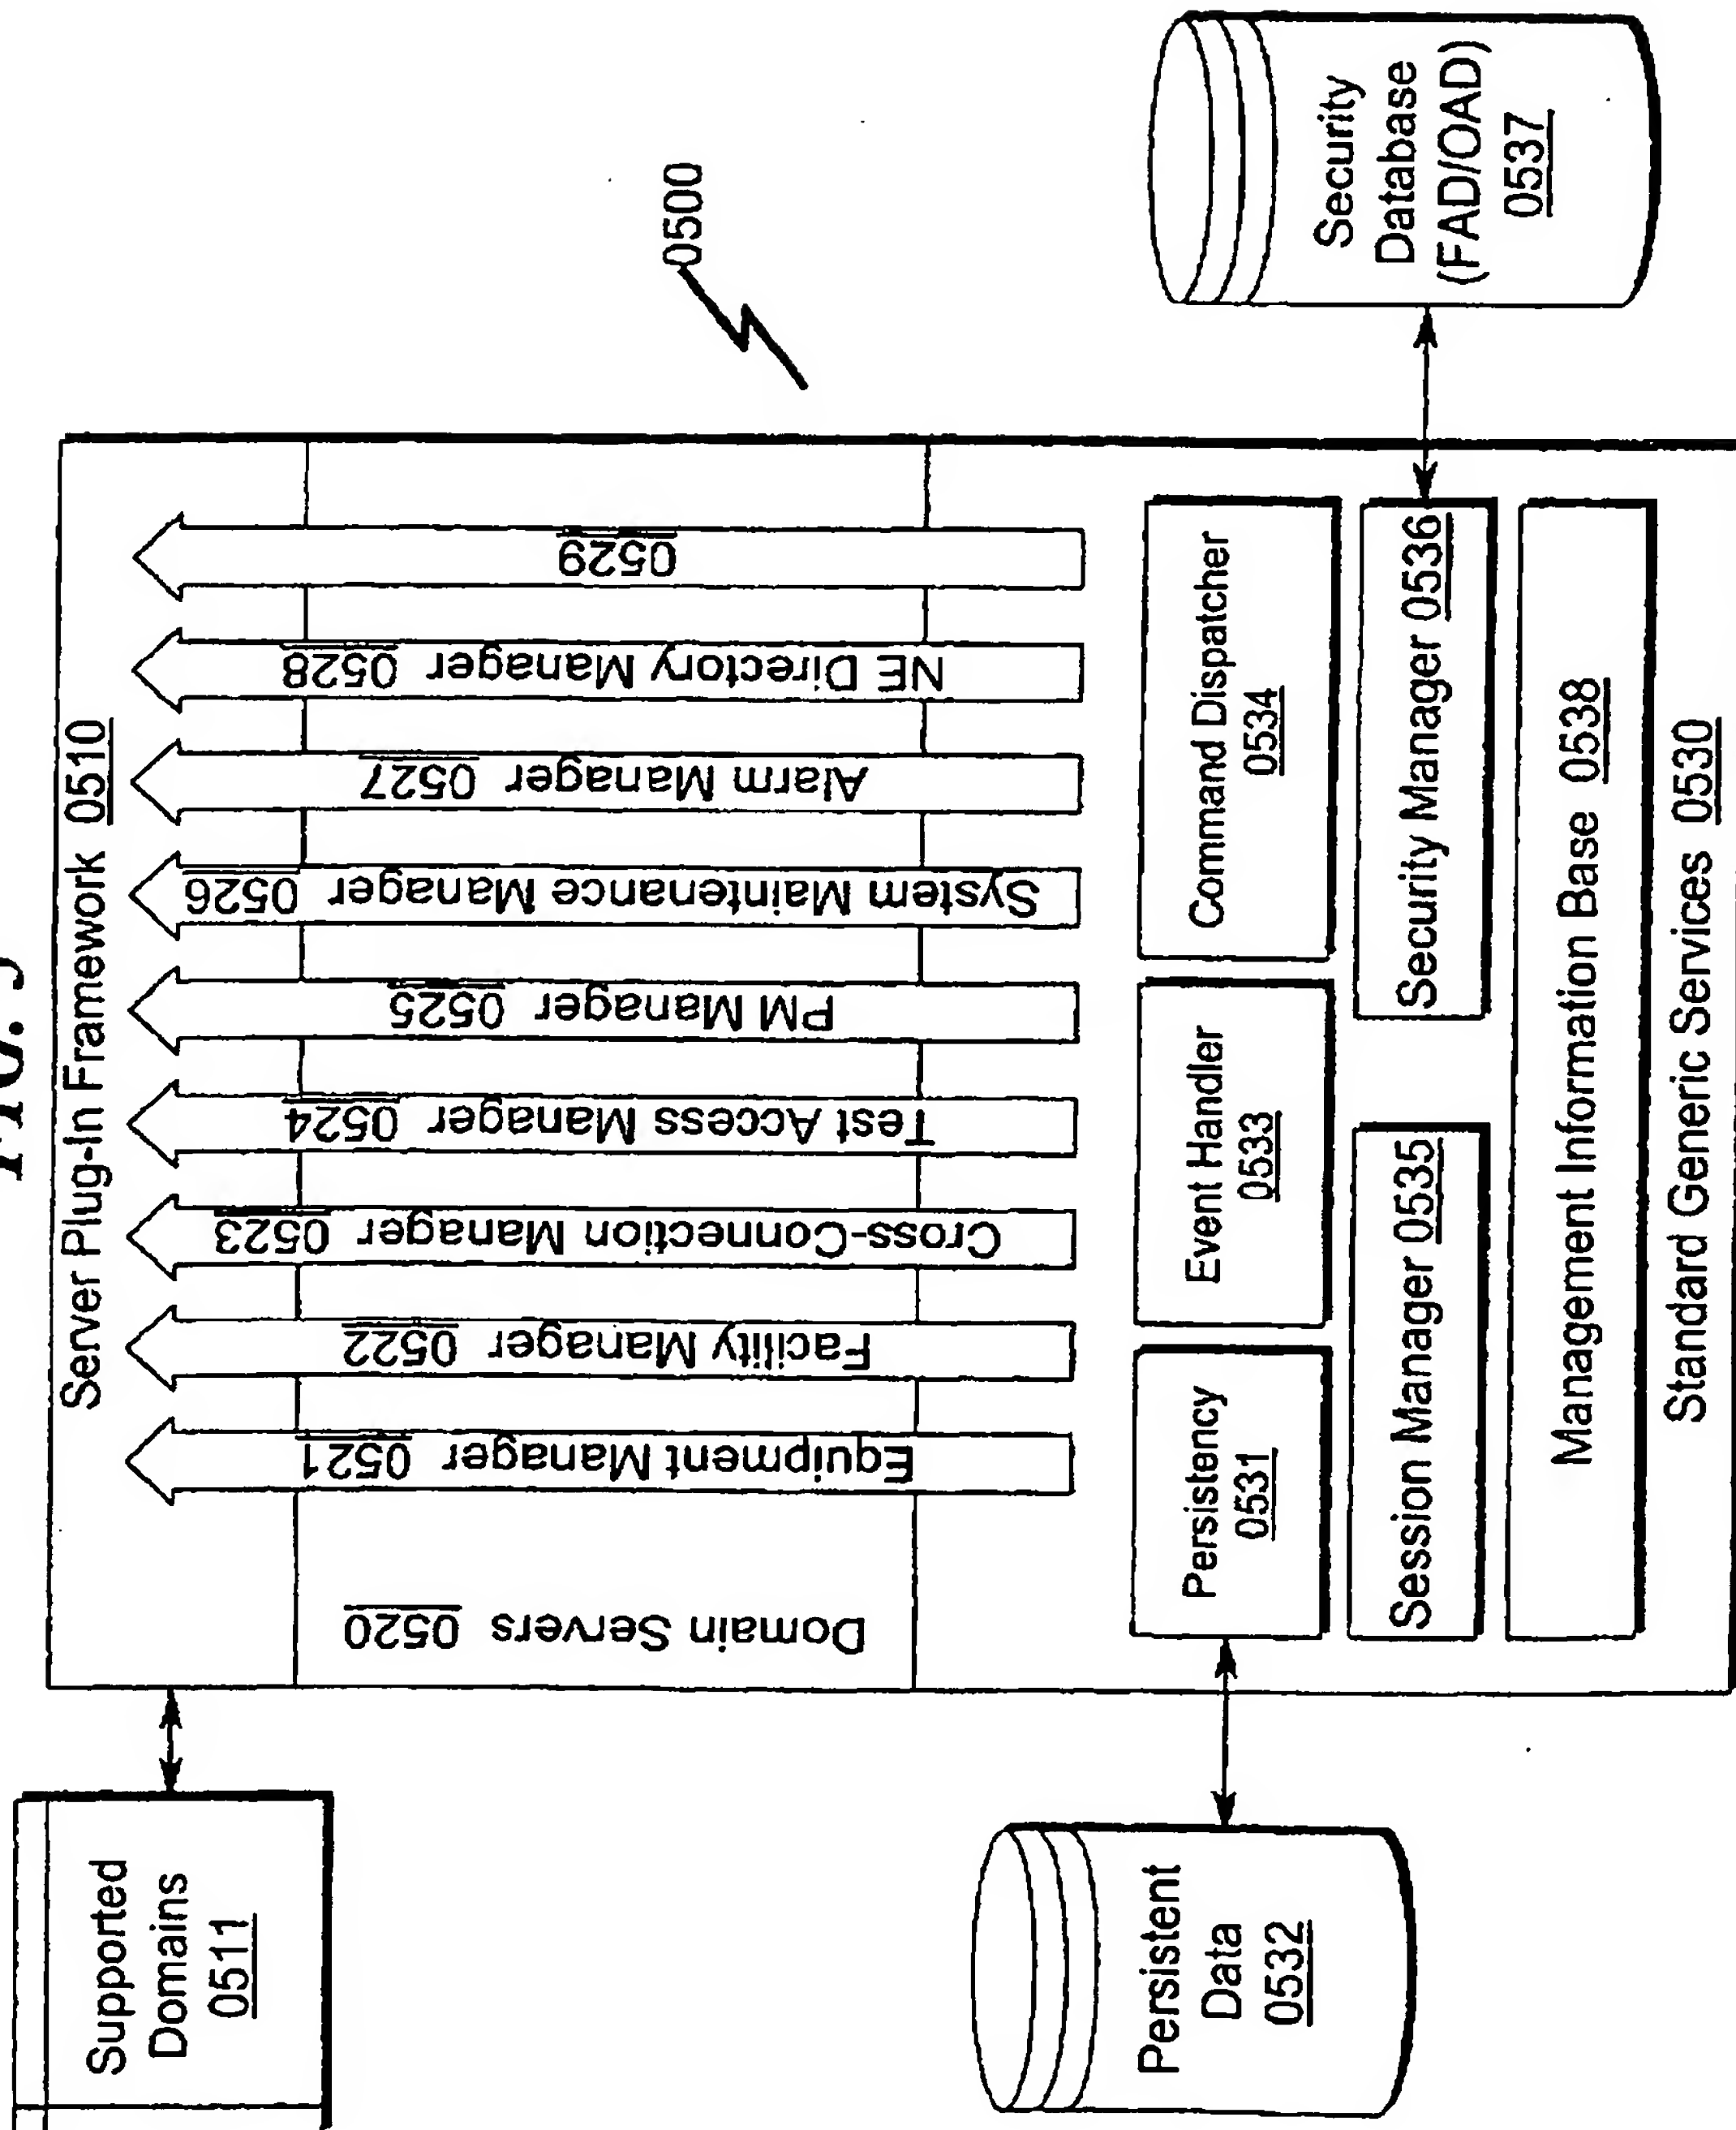 FIG. 5
Server Plug-In Framework 0510
0500
Supported
Domains
0511
Domain Servers 0520
Equipment Manager 0521
Facility Manager 0522
Cross-Connection Manager 0523
Test Access Manager 0524
PM Manager 0525
System Maintenance Manager 0526
Alarm Manager 0527
NE Directory Manager 0528
0529
Persistent
Data
0532
Persistency
0531
Event Handler
0533
Command Dispatcher
0534
Session Manager 0535
Security Manager 0536
Security
Database
(FAD/OAD)
0537
Management Information Base 0538
Standard Generic Services 0530